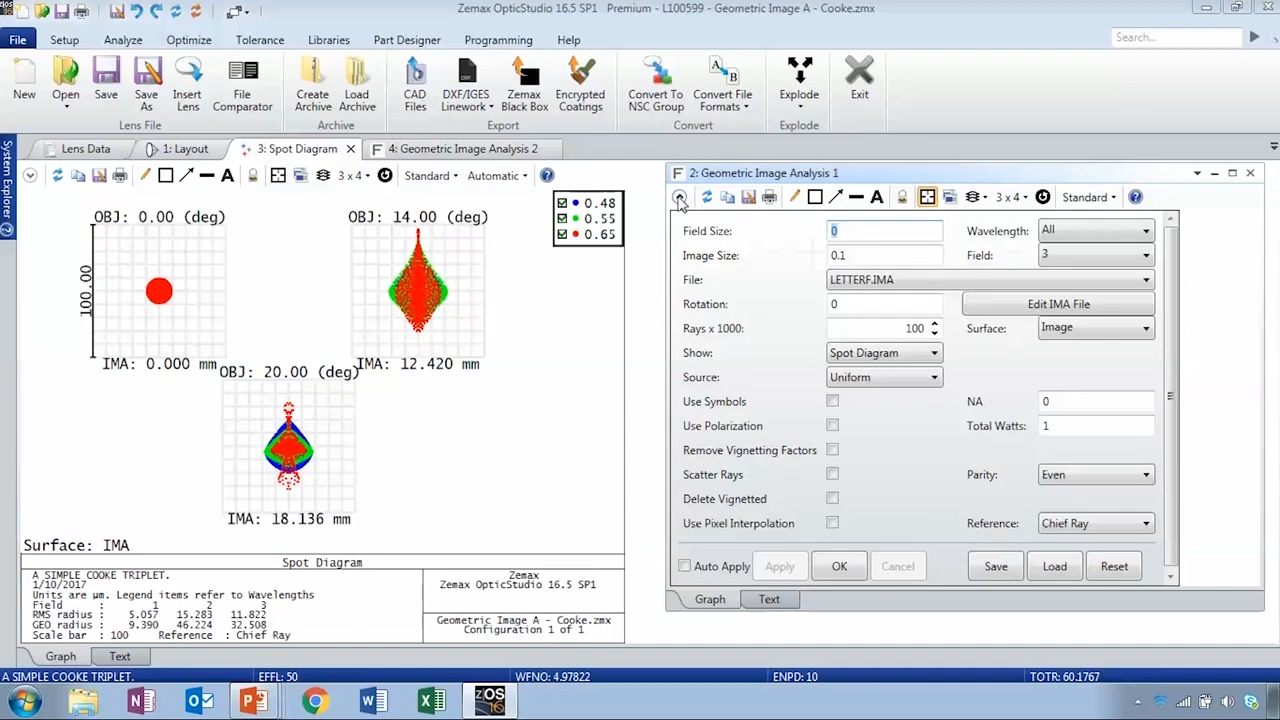 ZOS
Zemax OpticStudio 16.5 SP1    Premium - L100599 - Geometric Image A - Cooke.zmx
File Setup Analyze Optimize Tolerance Libraries Part Designer Programming Help
Search...
New Open Save Save As Insert Lens File Comparator Create Archive Load Archive CAD Files DXF/IGES Linework Zemax Black Box Encrypted Coatings Convert To NSC Group Convert File Formats Explode Exit
Lens File Archive Export Convert Explode
System Explorer
Lens Data 1: Layout 3: Spot Diagram 4: Geometric Image Analysis 2
3 x 4 Standard Automatic
OBJ: 0.00 (deg)
OBJ: 14.00 (deg)
0.48
0.55
0.65
100.00
IMA: 0.000 mm
IMA: 12.420 mm
OBJ: 20.00 (deg)
IMA: 18.136 mm
Surface: IMA
Spot Diagram
A SIMPLE COOKE TRIPLET.
1/10/2017
Units are µm. Legend items refer to Wavelengths
Field : 1 2 3
RMS radius : 5.057 15.283 11.822
GEO radius : 9.390 46.224 32.508
Scale bar : 100 Reference : Chief Ray
Zemax
Zemax OpticStudio 16.5 SP1
Geometric Image A - Cooke.zmx
Configuration 1 of 1
Graph Text
2: Geometric Image Analysis 1
3 x 4 Standard
Field Size: 0 Wavelength: All
Image Size: 0.1 Field: 3
File: LETTERF.IMA
Rotation: 0 Edit IMA File
Rays x 1000: 100 Surface: Image
Show: Spot Diagram
Source: Uniform
Use Symbols NA 0
Use Polarization Total Watts: 1
Remove Vignetting Factors
Scatter Rays Parity: Even
Delete Vignetted
Use Pixel Interpolation Reference: Chief Ray
Auto Apply Apply OK Cancel Save Load Reset
Graph Text
A SIMPLE COOKE TRIPLET. EFFL: 50 WFNO: 4.97822 ENPD: 10 TOTR: 60.1767
ZOS
16